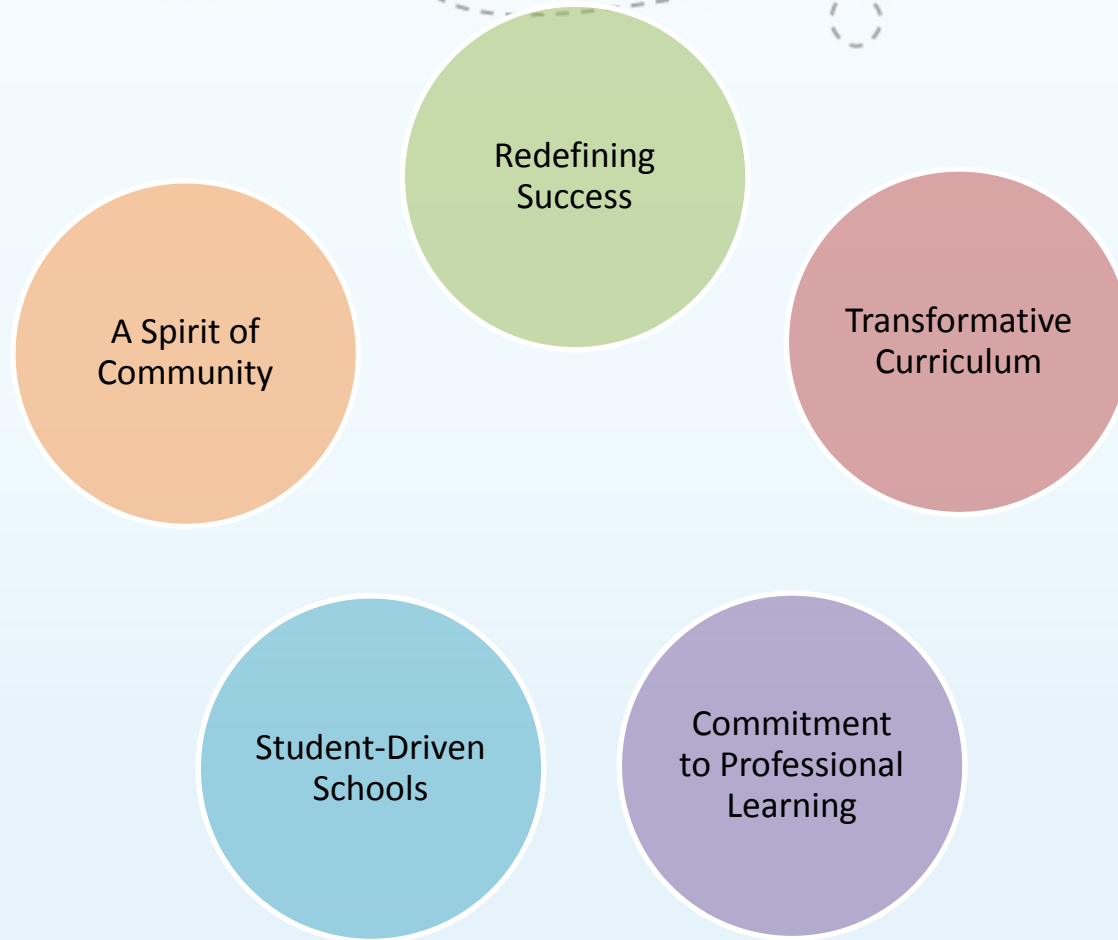 Redefining
Success
A Spirit of
Community
Transformative
Curriculum
Student-Driven
Schools
Commitment
to Professional
Learning